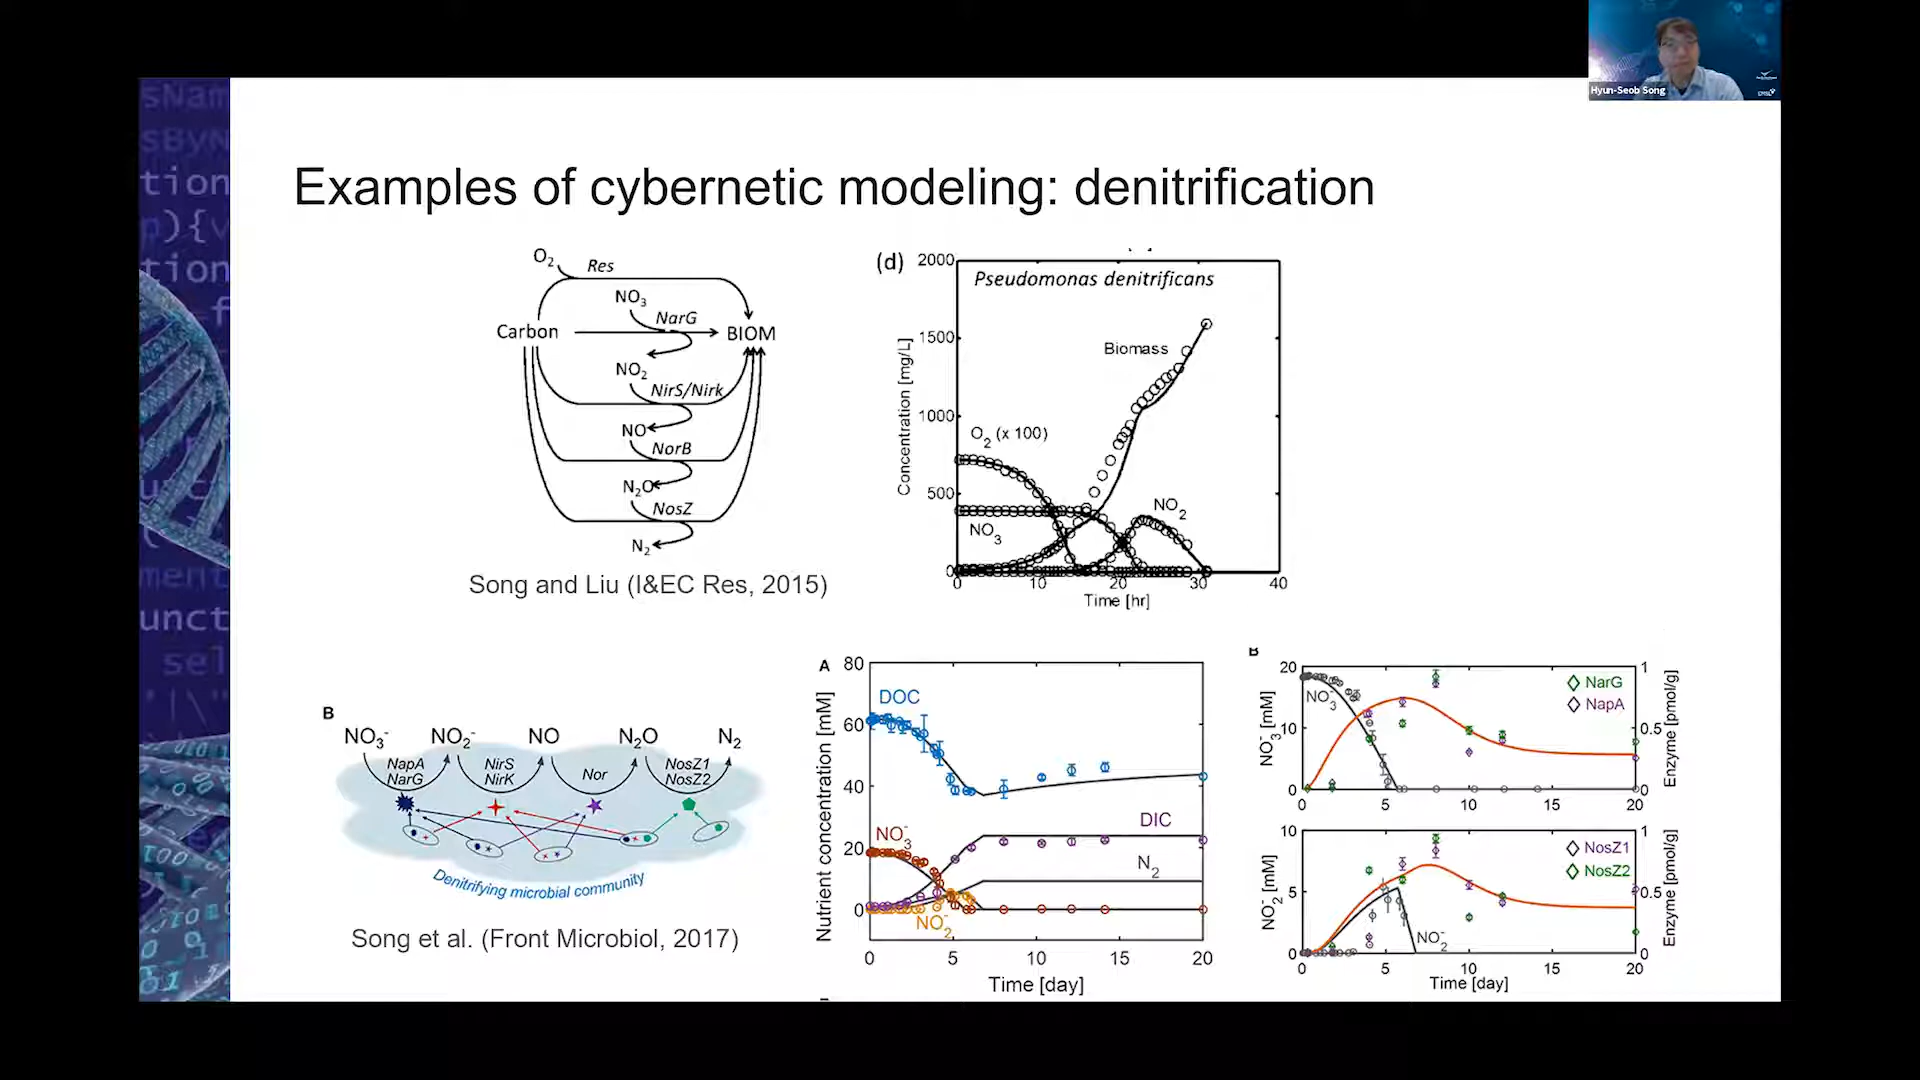 Hyun-Seob Song
Examples of cybernetic modeling: denitrification
O2
Res
NO3
NarG
Carbon
BIOM
NO2
NirS/Nirk
NO
NorB
N2O
NosZ
N2
Song and Liu (I&EC Res, 2015)
(d)
Pseudomonas denitrificans
Biomass
O2 (x 100)
NO3
NO2
Concentration [mg/L]
2000
1500
1000
500
0
0 10 20 30 40
Time [hr]
B
NO3- NO2- NO N2O N2
NapA NarG
NirS NirK
Nor
NosZ1 NosZ2
Denitrifying microbial community
Song et al. (Front Microbiol, 2017)
A
Nutrient concentration [mM]
80
60
40
20
0
DOC
NO3-
DIC
N2
NO2-
0 5 10 15 20
Time [day]
B
NO3- [mM]
20
10
0
NO3-
NarG
NapA
1
0.5
0
Enzyme [pmol/g]
0 5 10 15 20
NO2- [mM]
10
5
0
NosZ1
NosZ2
NO2-
1
0.5
0
Enzyme [pmol/g]
0 5 10 15 20
Time [day]